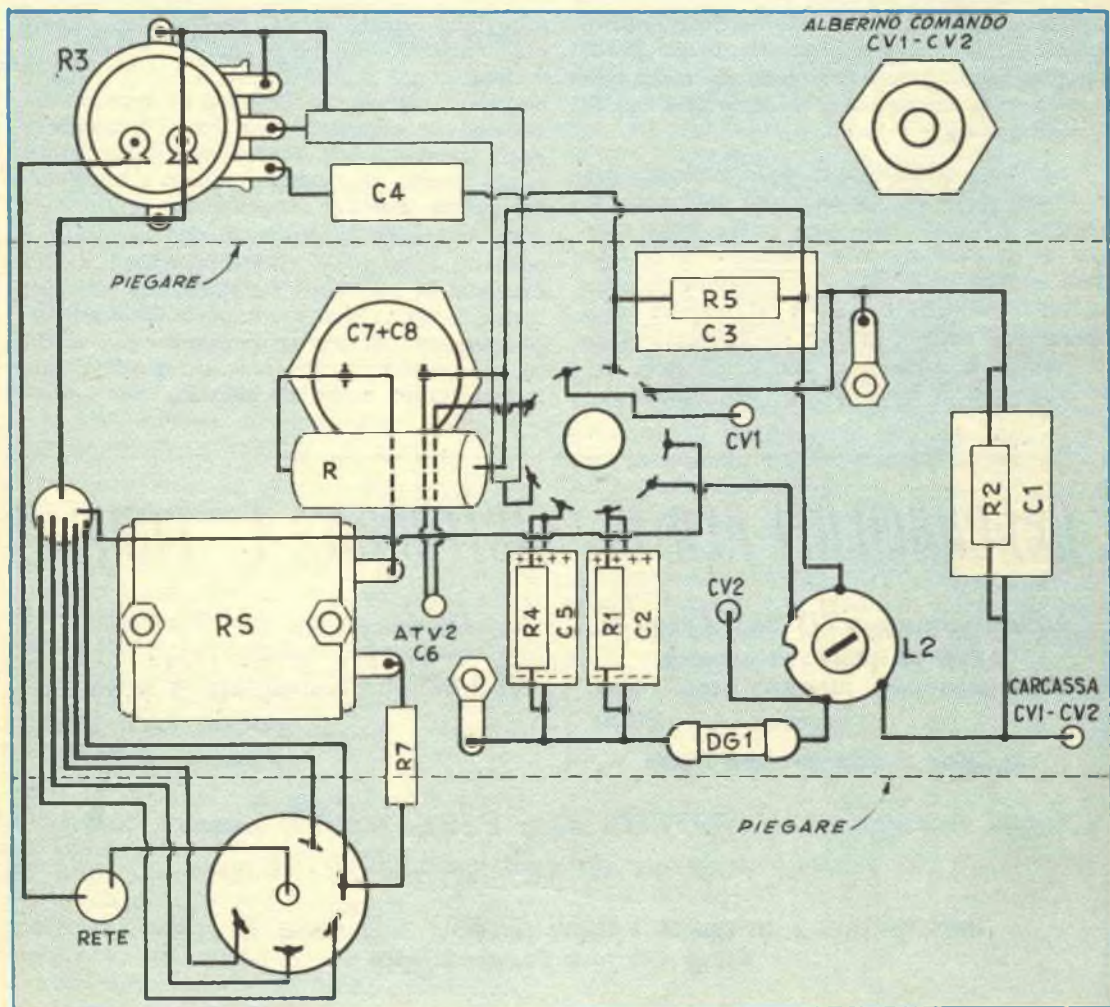 ALBERINO COMANDO
CV1-CV2
R3
C4
PIEGARE
R5
C3
C7+C8
CV1
R
R2
C1
RS
ATV2
C6
R4
C5
R1
C2
+ + +
+ + +
CV2
L2
CARCASSA
CV1-CV2
R7
DG1
PIEGARE
RETE